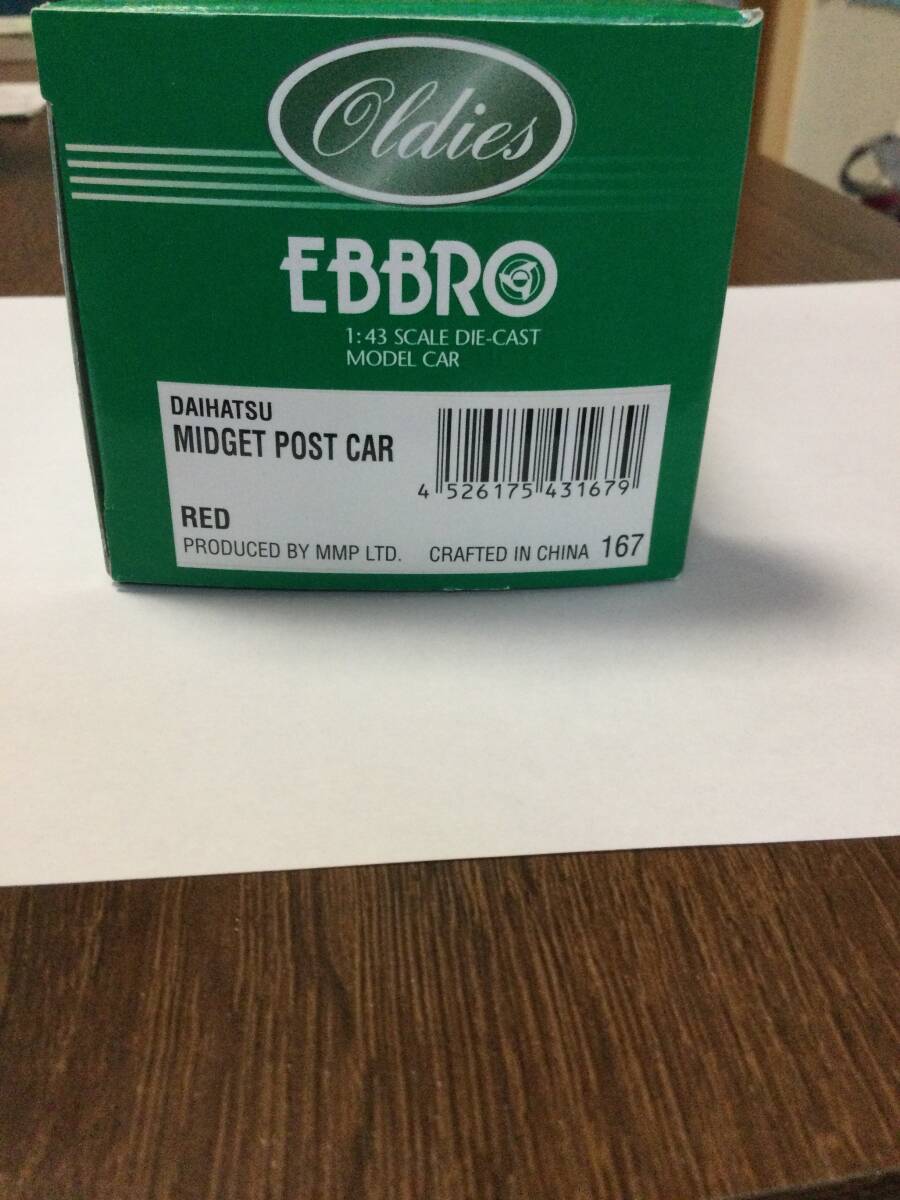 Oldies
EBBRO
1:43 SCALE DIE-CAST
MODEL CAR
DAIHATSU
MIDGET POST CAR
4 526175 431679
RED
PRODUCED BY MMP LTD. CRAFTED IN CHINA 167